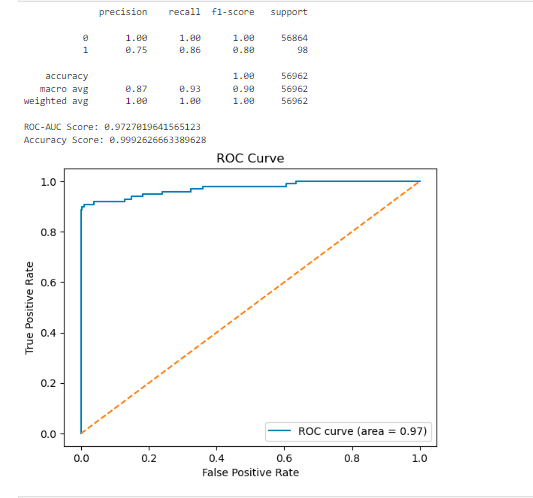 precision recall f1-score support
0 1.00 1.00 1.00 56864
1 0.75 0.86 0.80 98
accuracy 1.00 56962
macro avg 0.87 0.93 0.90 56962
weighted avg 1.00 1.00 1.00 56962
ROC-AUC Score: 0.9727019641565123
Accuracy Score: 0.9992626663389628
ROC Curve
1.0
0.8
0.6
0.4
0.2
0.0
True Positive Rate
ROC curve (area = 0.97)
0.0 0.2 0.4 0.6 0.8 1.0
False Positive Rate